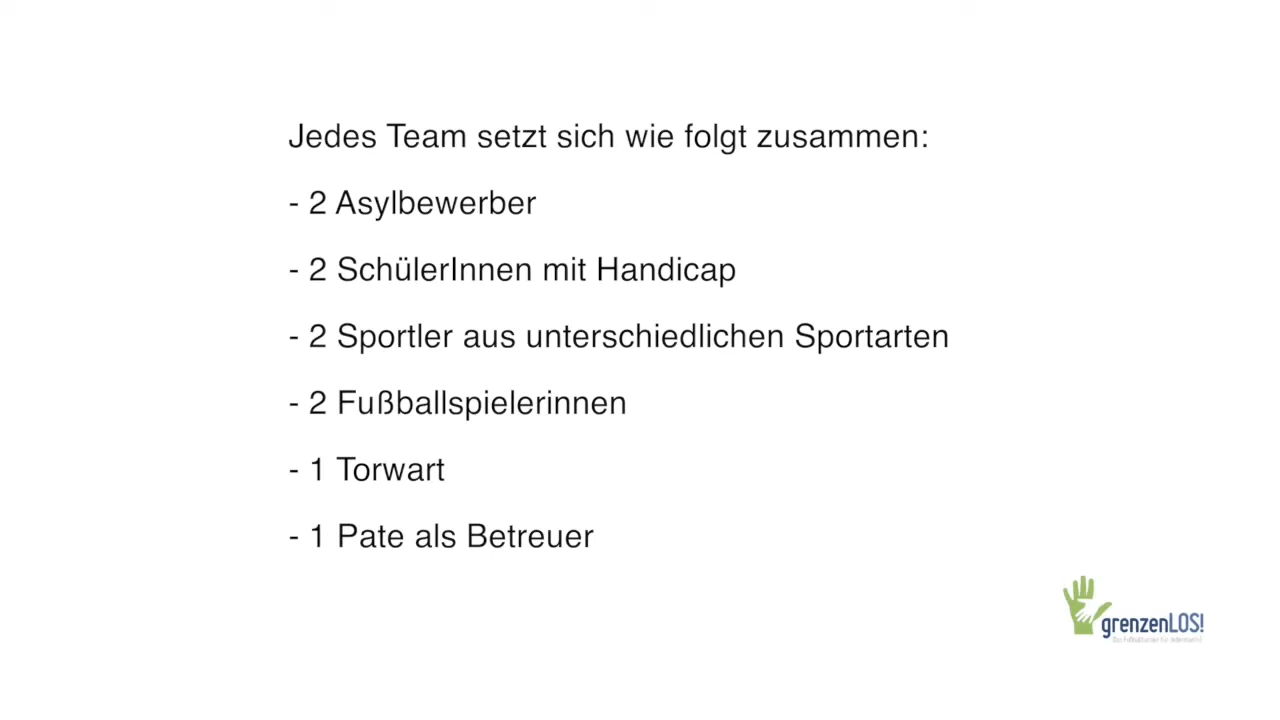 Jedes Team setzt sich wie folgt zusammen:
- 2 Asylbewerber
- 2 SchülerInnen mit Handicap
- 2 Sportler aus unterschiedlichen Sportarten
- 2 Fußballspielerinnen
- 1 Torwart
- 1 Pate als Betreuer
grenzenLOS!